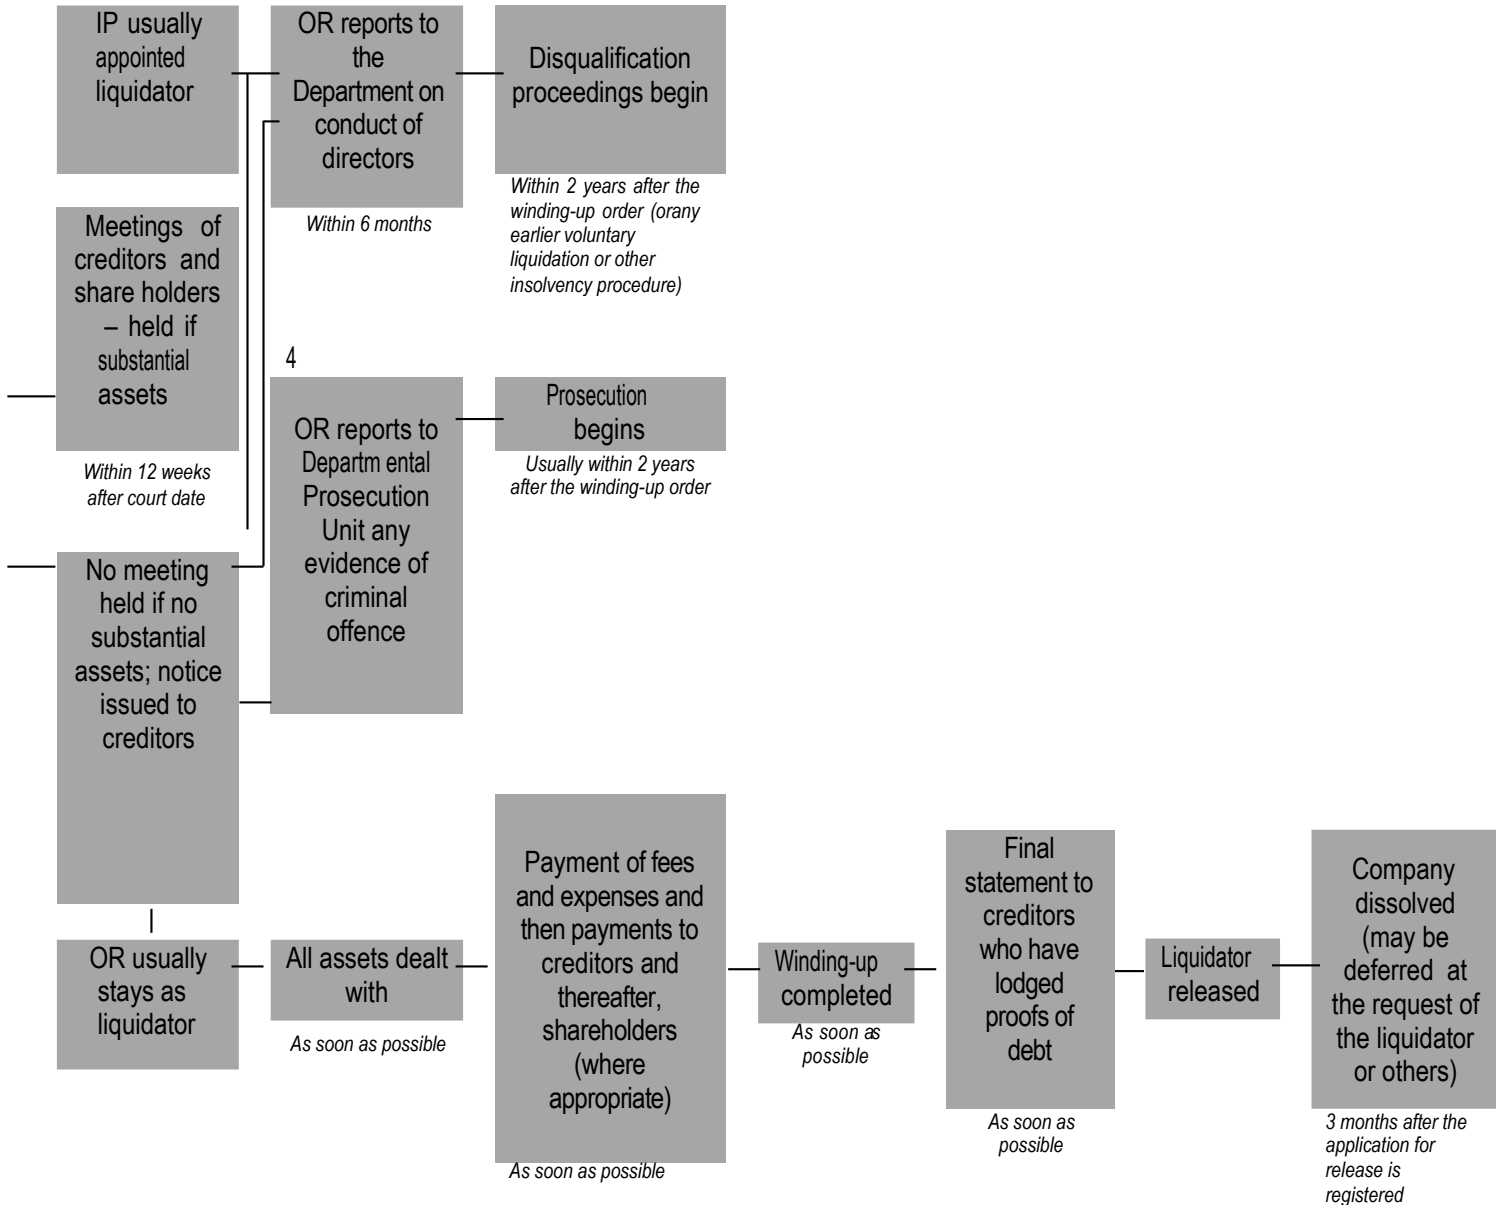 IP usually
appointed
liquidator
OR reports to
the
Department on
conduct of
directors
Within 6 months
Disqualification
proceedings begin
Within 2 years after the
winding-up order (orany
earlier voluntary
liquidation or other
insolvency procedure)
Meetings of
creditors and
share holders
– held if
substantial
assets
Within 12 weeks
after court date
4
OR reports to
Departm ental
Prosecution
Unit any
evidence of
criminal
offence
Prosecution
begins
Usually within 2 years
after the winding-up order
No meeting
held if no
substantial
assets; notice
issued to
creditors
OR usually
stays as
liquidator
All assets dealt
with
As soon as possible
Payment of fees
and expenses and
then payments to
creditors and
thereafter,
shareholders
(where
appropriate)
As soon as possible
Winding-up
completed
As soon as
possible
Final
statement to
creditors
who have
lodged
proofs of
debt
As soon as
possible
Liquidator
released
Company
dissolved
(may be
deferred at
the request of
the liquidator
or others)
3 months after the
application for
release is
registered